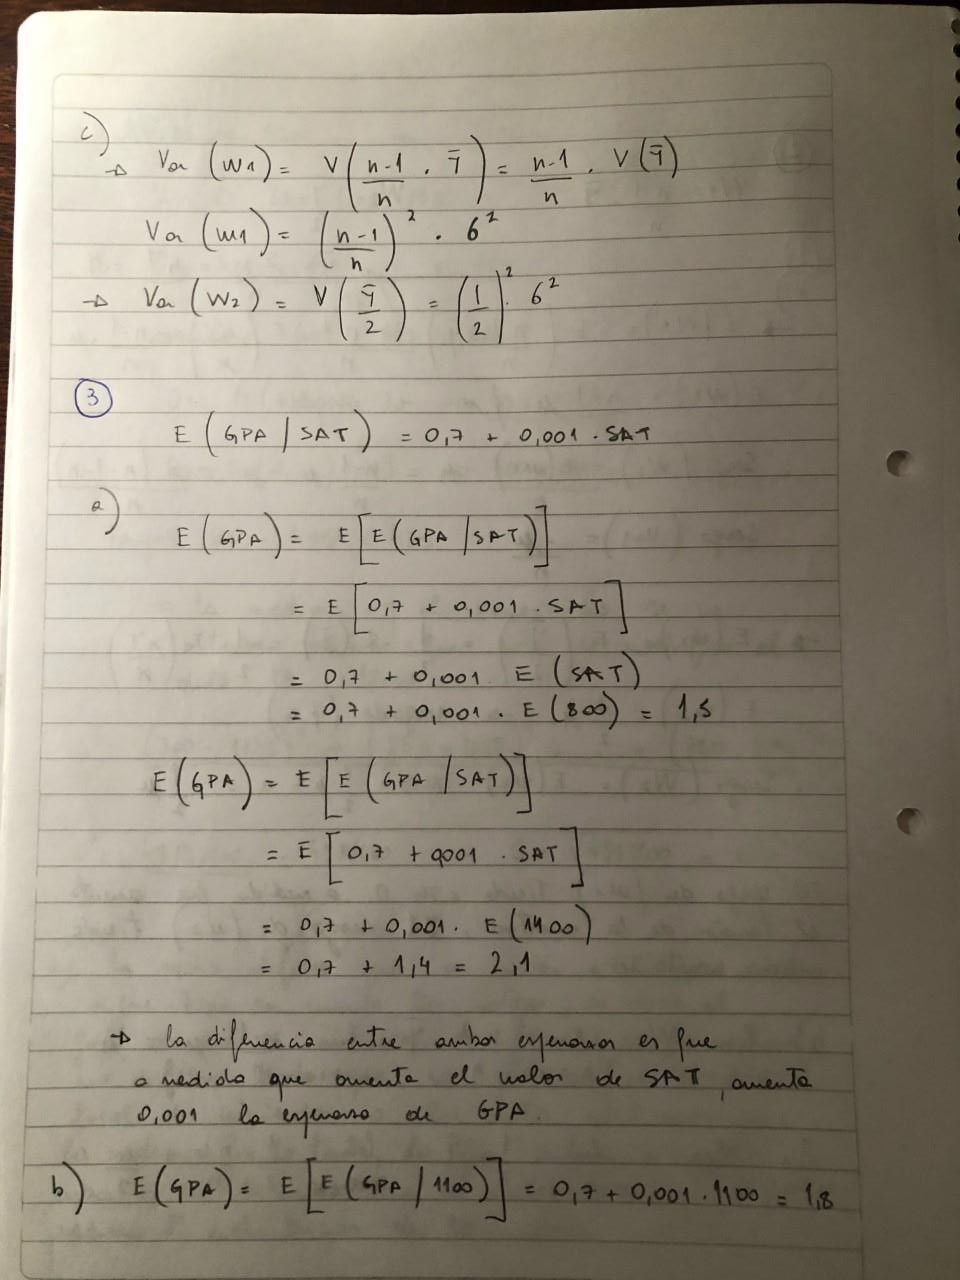 c)
→ Var (W1) = V(n-1/n . ȳ) = n-1/n . V(ȳ)
Var (W1) = (n-1/n)² . 6²
→ Var (W2) = V(ȳ/2) = (1/2)² . 6²
3
E (GPA / SAT) = 0,7 + 0,001 . SAT
a)
E (GPA) = E [E (GPA / SAT)]
= E [0,7 + 0,001 . SAT]
= 0,7 + 0,001 E (SAT)
= 0,7 + 0,001 . E (800) = 1,5
E (GPA) = E [E (GPA / SAT)]
= E [0,7 + 0,001 . SAT]
= 0,7 + 0,001 . E (1400)
= 0,7 + 1,4 = 2,1
→ la diferencia entre ambas esperanzas es que
a medida que aumenta el valor de SAT, aumenta
0,001 la esperanza de GPA.
b) E (GPA) = E [E (GPA / 1100)] = 0,7 + 0,001 . 1100 = 1,8